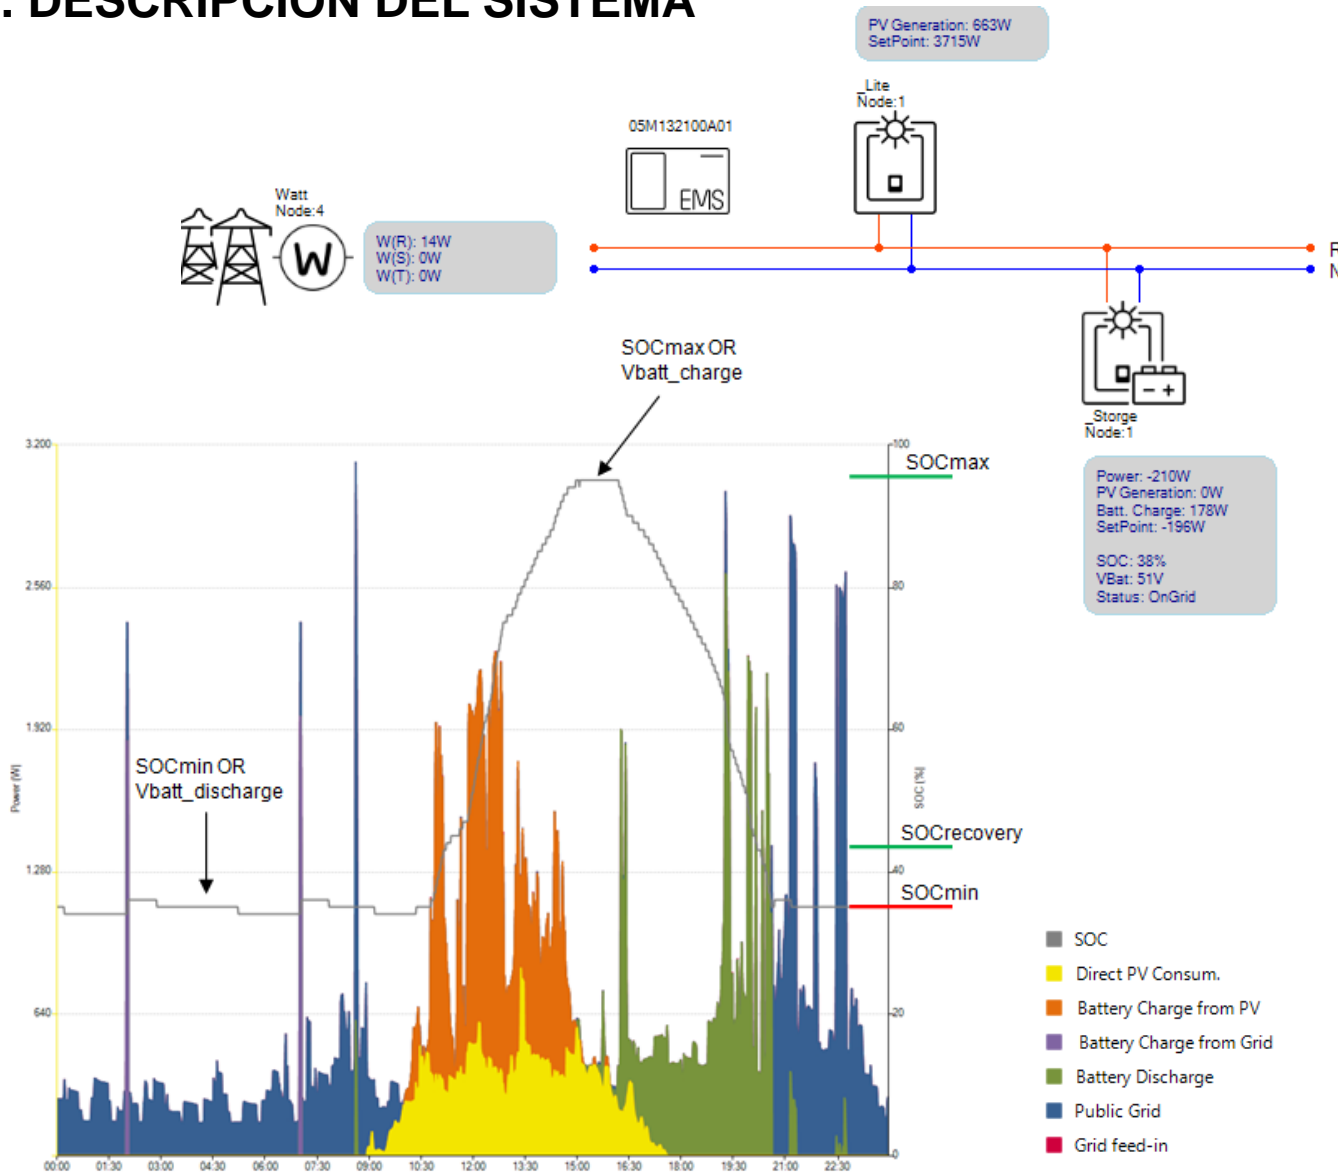 . DESCRIPCIÓN DEL SISTEMA
PV Generation: 663W
SetPoint: 3715W
_Lite
Node:1
05M132100A01
EMS
Watt
Node:4
W
W(R): 14W
W(S): 0W
W(T): 0W
R
N
SOCmax OR
Vbatt_charge
_Storge
Node:1
Power: -210W
PV Generation: 0W
Batt. Charge: 178W
SetPoint: -196W
SOC: 38%
VBat: 51V
Status: OnGrid
3.200
2.560
1.920
1.280
640
Power (W)
100
80
60
40
20
0
SOC (%)
SOCmax
SOCrecovery
SOCmin
SOCmin OR
Vbatt_discharge
00:00 01:30 03:00 04:30 06:00 07:30 09:00 10:30 12:00 13:30 15:00 16:30 18:00 19:30 21:00 22:30
SOC
Direct PV Consum.
Battery Charge from PV
Battery Charge from Grid
Battery Discharge
Public Grid
Grid feed-in